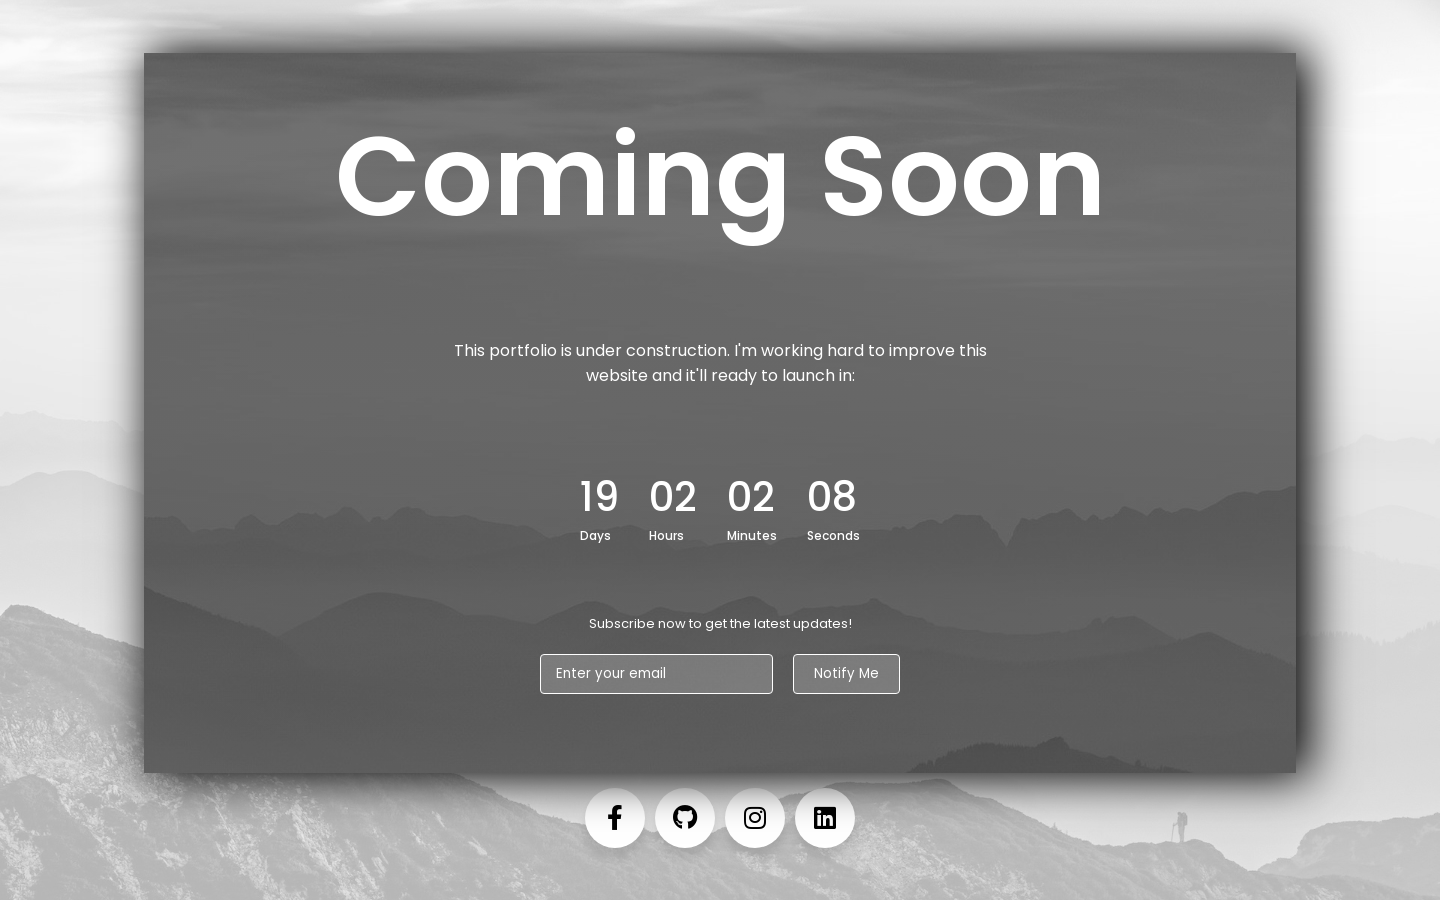 Coming Soon
This portfolio is under construction. I'm working hard to improve this
website and it'll ready to launch in:
19 02 02 08
Days Hours Minutes Seconds
Subscribe now to get the latest updates!
Enter your email Notify Me